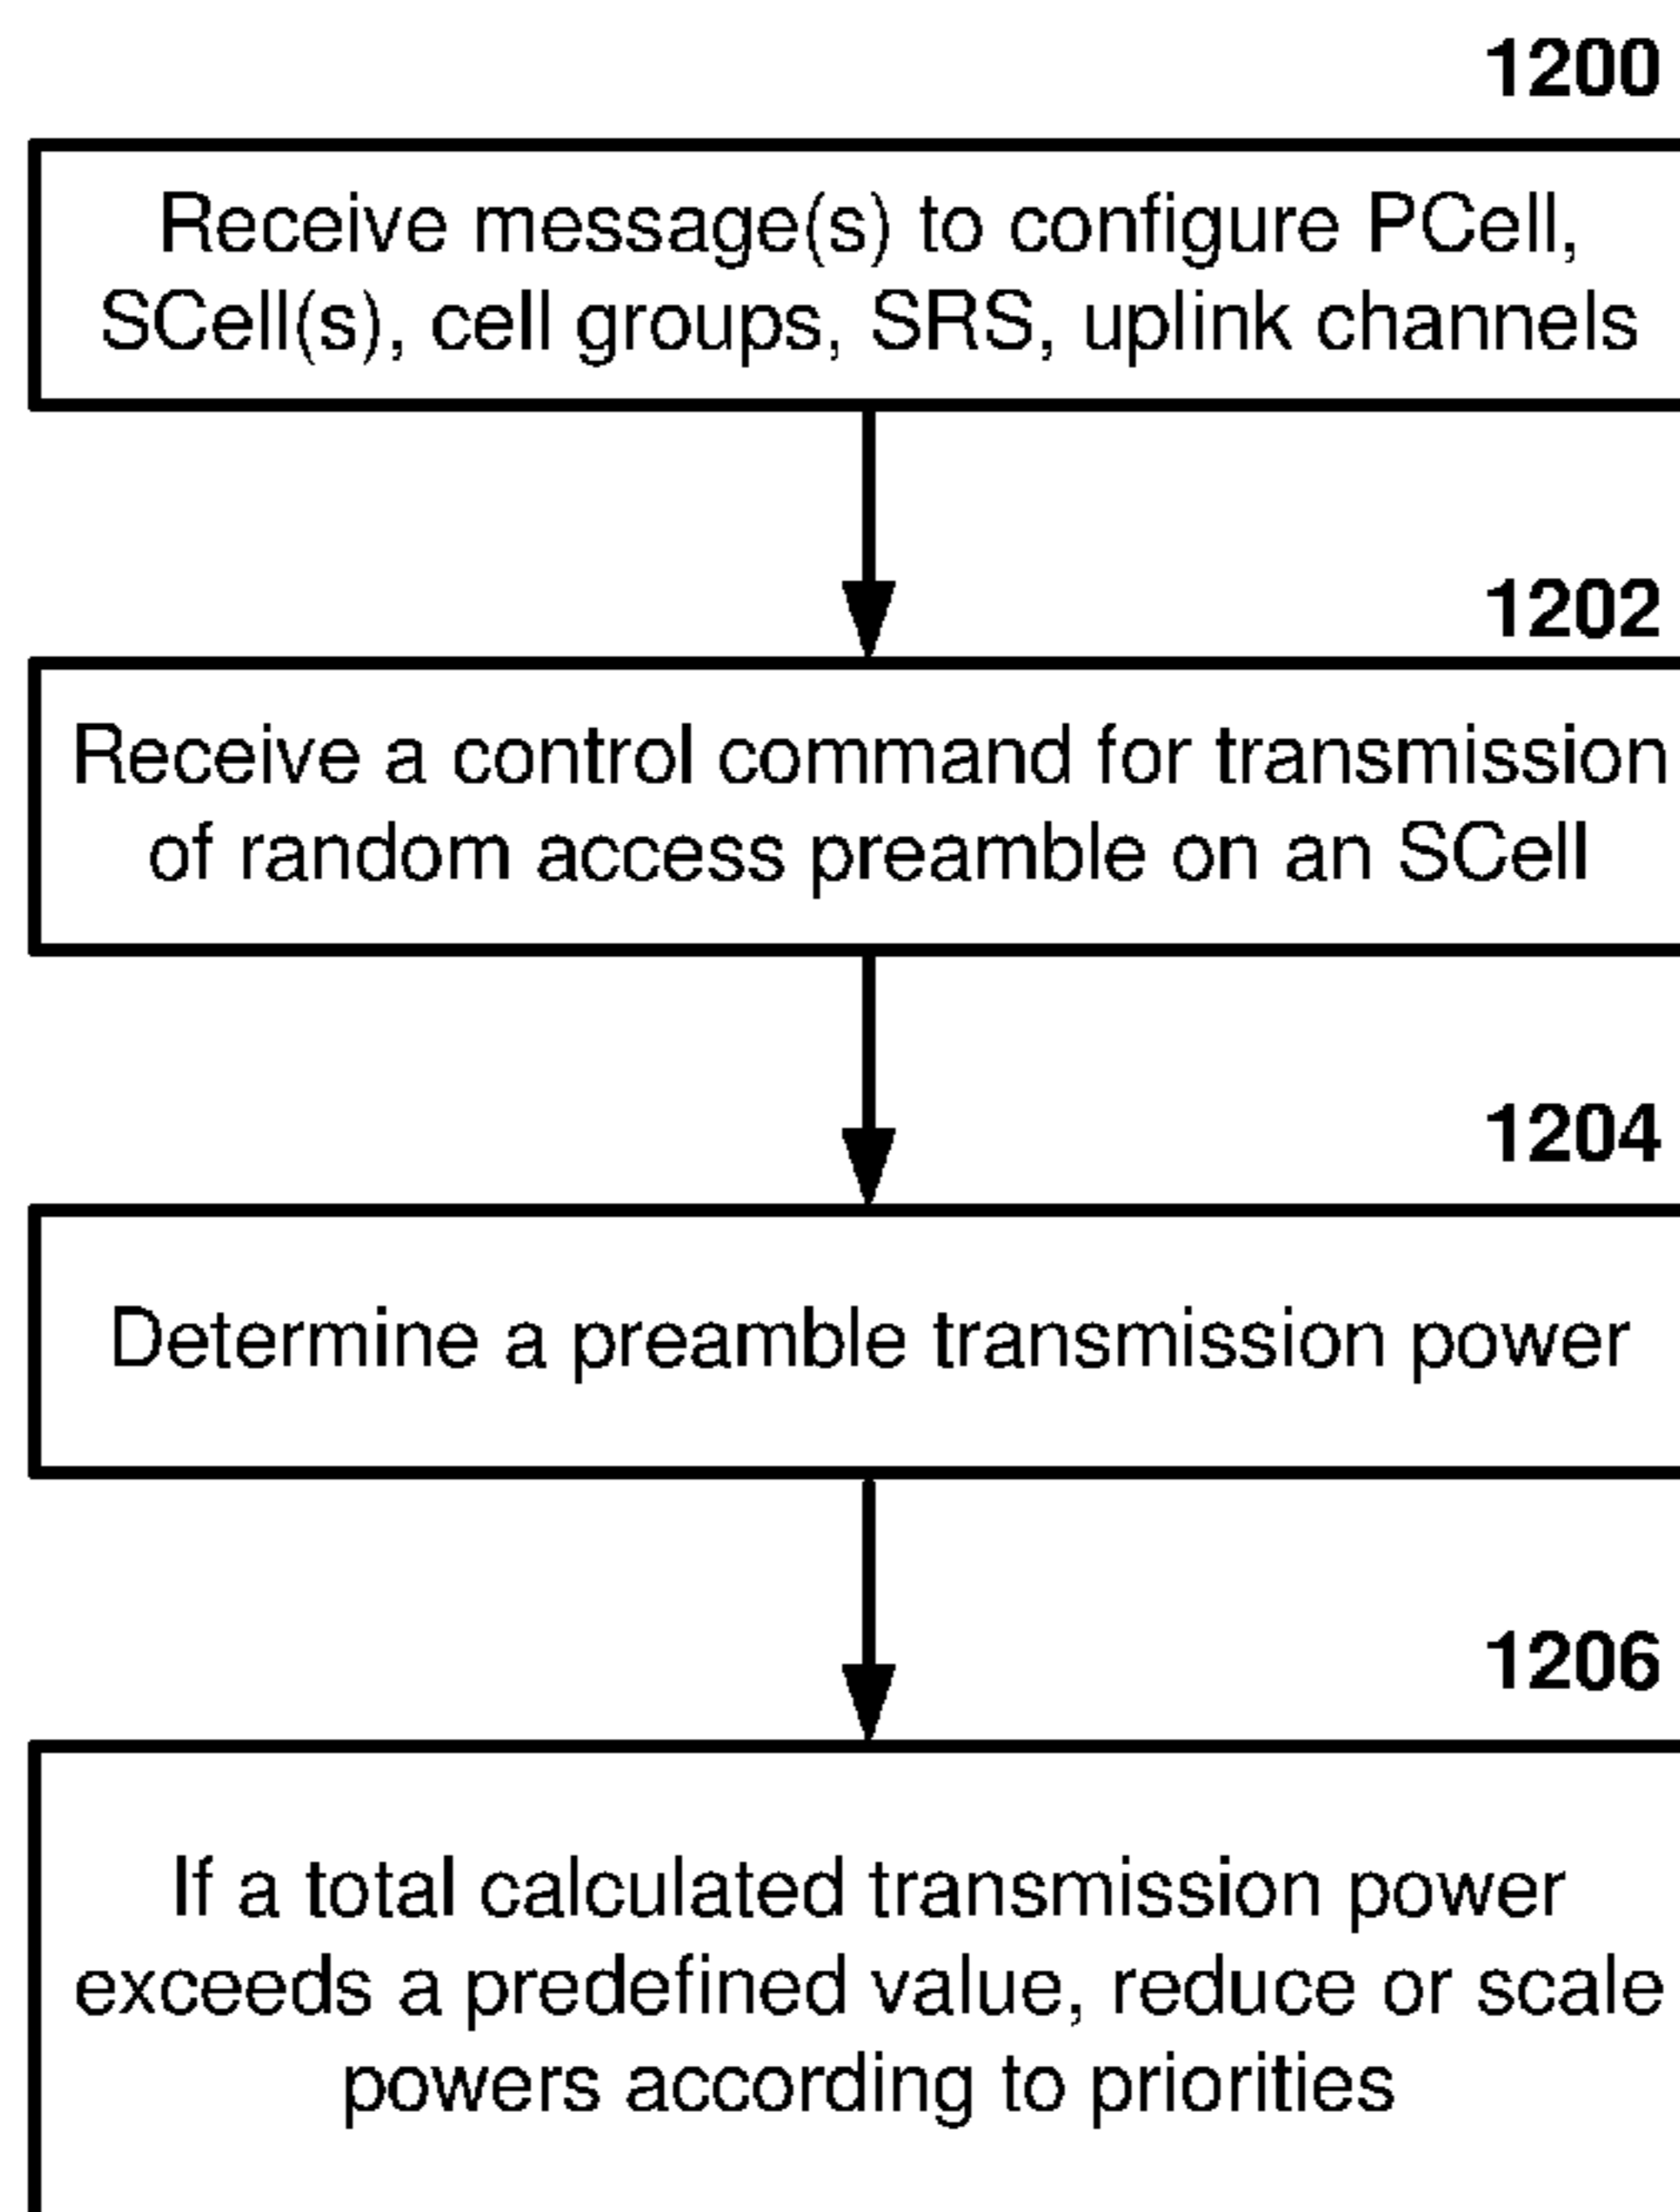 1200
Receive message(s) to configure PCell,
SCell(s), cell groups, SRS, uplink channels
1202
Receive a control command for transmission
of random access preamble on an SCell
1204
Determine a preamble transmission power
1206
If a total calculated transmission power
exceeds a predefined value, reduce or scale
powers according to priorities